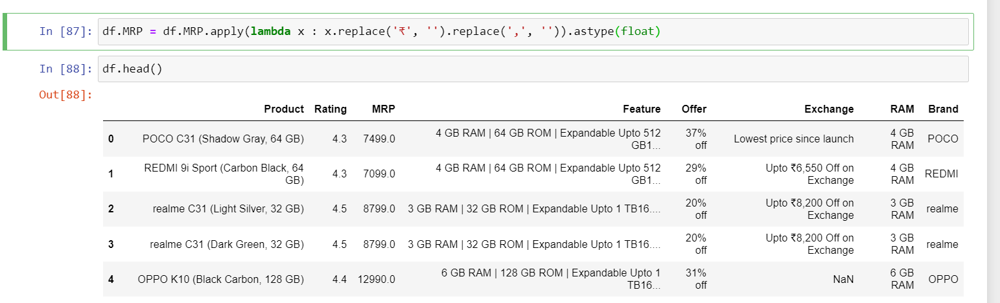 In [87]: df.MRP = df.MRP.apply(lambda x : x.replace('₹', '').replace(',', '')).astype(float)
In [88]: df.head()
Out[88]:
Product Rating MRP Feature Offer Exchange RAM Brand
0 POCO C31 (Shadow Gray, 64 GB) 4.3 7499.0 4 GB RAM | 64 GB ROM | Expandable Upto 512 GB1... 37% off Lowest price since launch 4 GB RAM POCO
1 REDMI 9i Sport (Carbon Black, 64 GB) 4.3 7099.0 4 GB RAM | 64 GB ROM | Expandable Upto 512 GB1... 29% off Upto ₹6,550 Off on Exchange 4 GB RAM REDMI
2 realme C31 (Light Silver, 32 GB) 4.5 8799.0 3 GB RAM | 32 GB ROM | Expandable Upto 1 TB16.... 20% off Upto ₹8,200 Off on Exchange 3 GB RAM realme
3 realme C31 (Dark Green, 32 GB) 4.5 8799.0 3 GB RAM | 32 GB ROM | Expandable Upto 1 TB16.... 20% off Upto ₹8,200 Off on Exchange 3 GB RAM realme
4 OPPO K10 (Black Carbon, 128 GB) 4.4 12990.0 6 GB RAM | 128 GB ROM | Expandable Upto 1 TB16... 31% off NaN 6 GB RAM OPPO